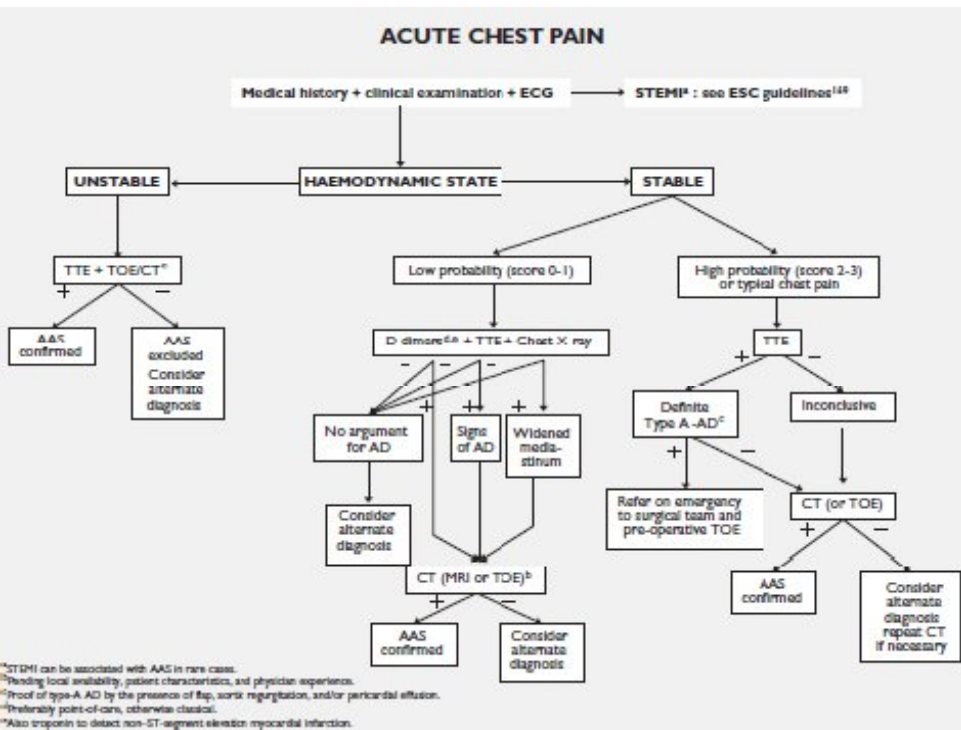 ACUTE CHEST PAIN
Medical history + clinical examination + ECG
STEMIᵃ : see ESC guidelines¹⁶⁹
UNSTABLE
HAEMODYNAMIC STATE
STABLE
TTE + TOE/CTᶜ
Low probability (score 0-1)
High probability (score 2-3)
or typical chest pain
+
–
AAS
confirmed
AAS
excluded
Consider
alternate
diagnosis
D-dimersᵈ,ᵉ + TTE + Chest X ray
TTE
-
-
-
+
+
+
+
-
No argument
for AD
Signs
of AD
Widened
media-
stinum
Definite
Type A -ADᶜ
Inconclusive
+
–
Consider
alternate
diagnosis
Refer on emergency
to surgical team and
pre-operative TOE
CT (or TOE)
+
–
CT (MRI or TOE)ᵇ
+
–
AAS
confirmed
Consider
alternate
diagnosis
AAS
confirmed
Consider
alternate
diagnosis
repeat CT
if necessary
ᵃSTEMI can be associated with AAS in rare cases.
ᵇPending local availability, patient characteristics, and physician experience.
ᶜProof of type-A AD by the presence of flap, aortic regurgitation, and/or pericardial effusion.
ᵈPreferably point-of-care, otherwise classical.
ᵉAlso troponin to detect non–ST-segment elevation myocardial infarction.